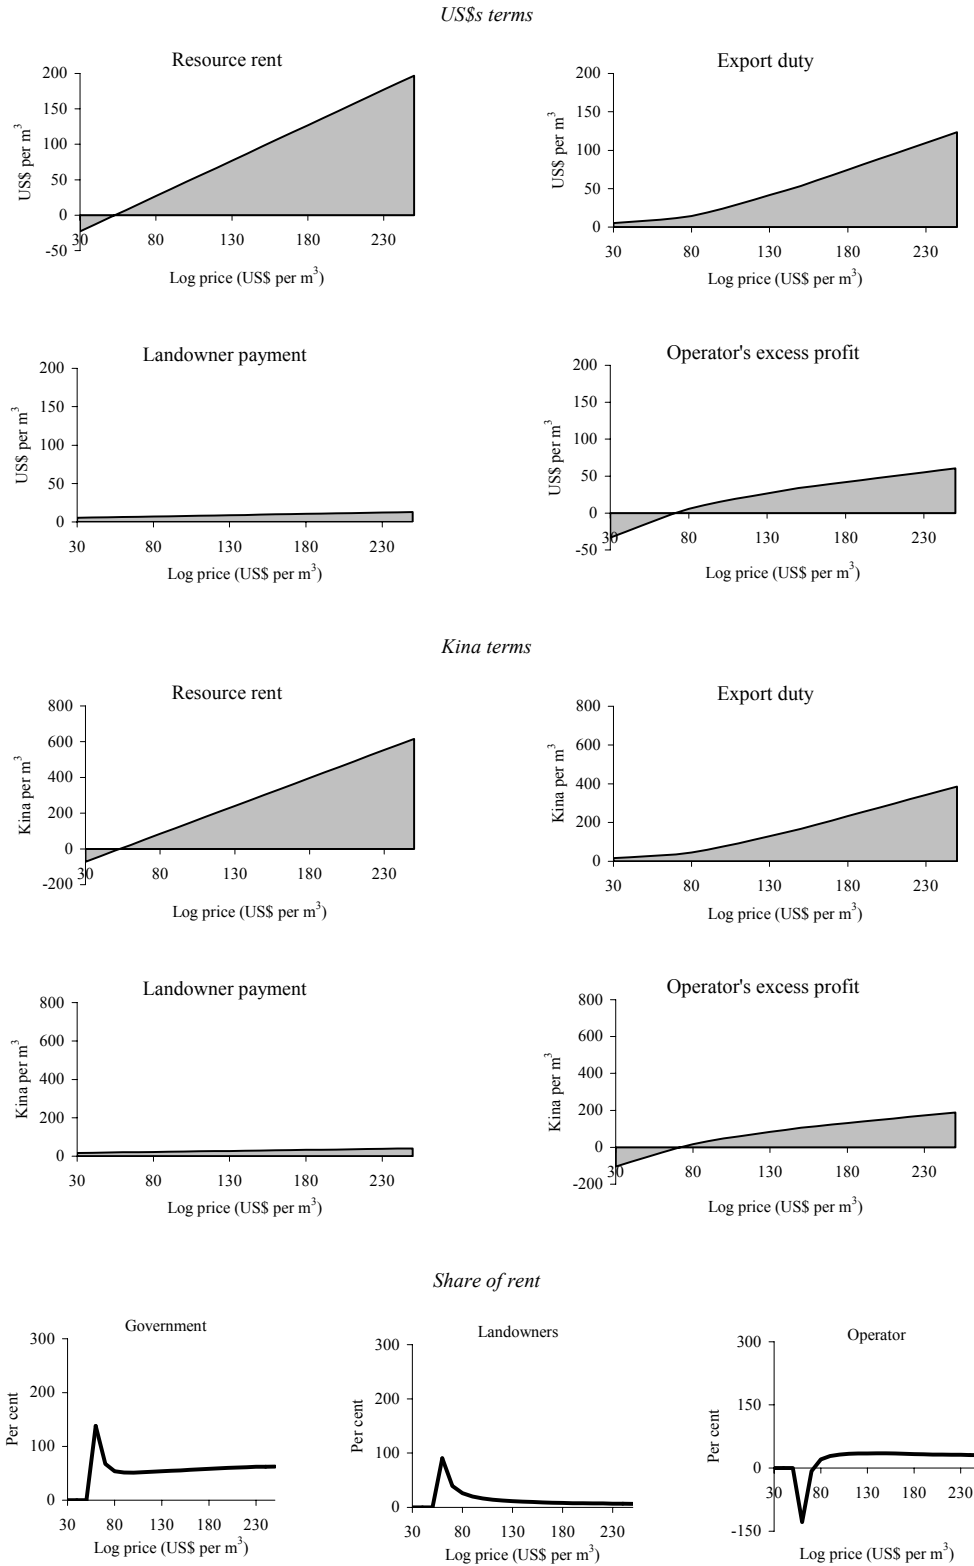 US$s terms
Resource rent
200
150
100
50
0
-50
US$ per m³
30 80 130 180 230
Log price (US$ per m³)
Export duty
200
150
100
50
0
US$ per m³
30 80 130 180 230
Log price (US$ per m³)
Landowner payment
200
150
100
50
0
US$ per m³
30 80 130 180 230
Log price (US$ per m³)
Operator's excess profit
200
150
100
50
0
-50
US$ per m³
30 80 130 180 230
Log price (US$ per m³)
Kina terms
Resource rent
800
600
400
200
0
-200
Kina per m³
30 80 130 180 230
Log price (US$ per m³)
Export duty
800
600
400
200
0
Kina per m³
30 80 130 180 230
Log price (US$ per m³)
Landowner payment
800
600
400
200
0
Kina per m³
30 80 130 180 230
Log price (US$ per m³)
Operator's excess profit
800
600
400
200
0
-200
Kina per m³
30 80 130 180 230
Log price (US$ per m³)
Share of rent
Government
300
200
100
0
Per cent
30 80 130 180 230
Log price (US$ per m³)
Landowners
300
200
100
0
Per cent
30 80 130 180 230
Log price (US$ per m³)
Operator
300
150
0
-150
Per cent
30 80 130 180 230
Log price (US$ per m³)